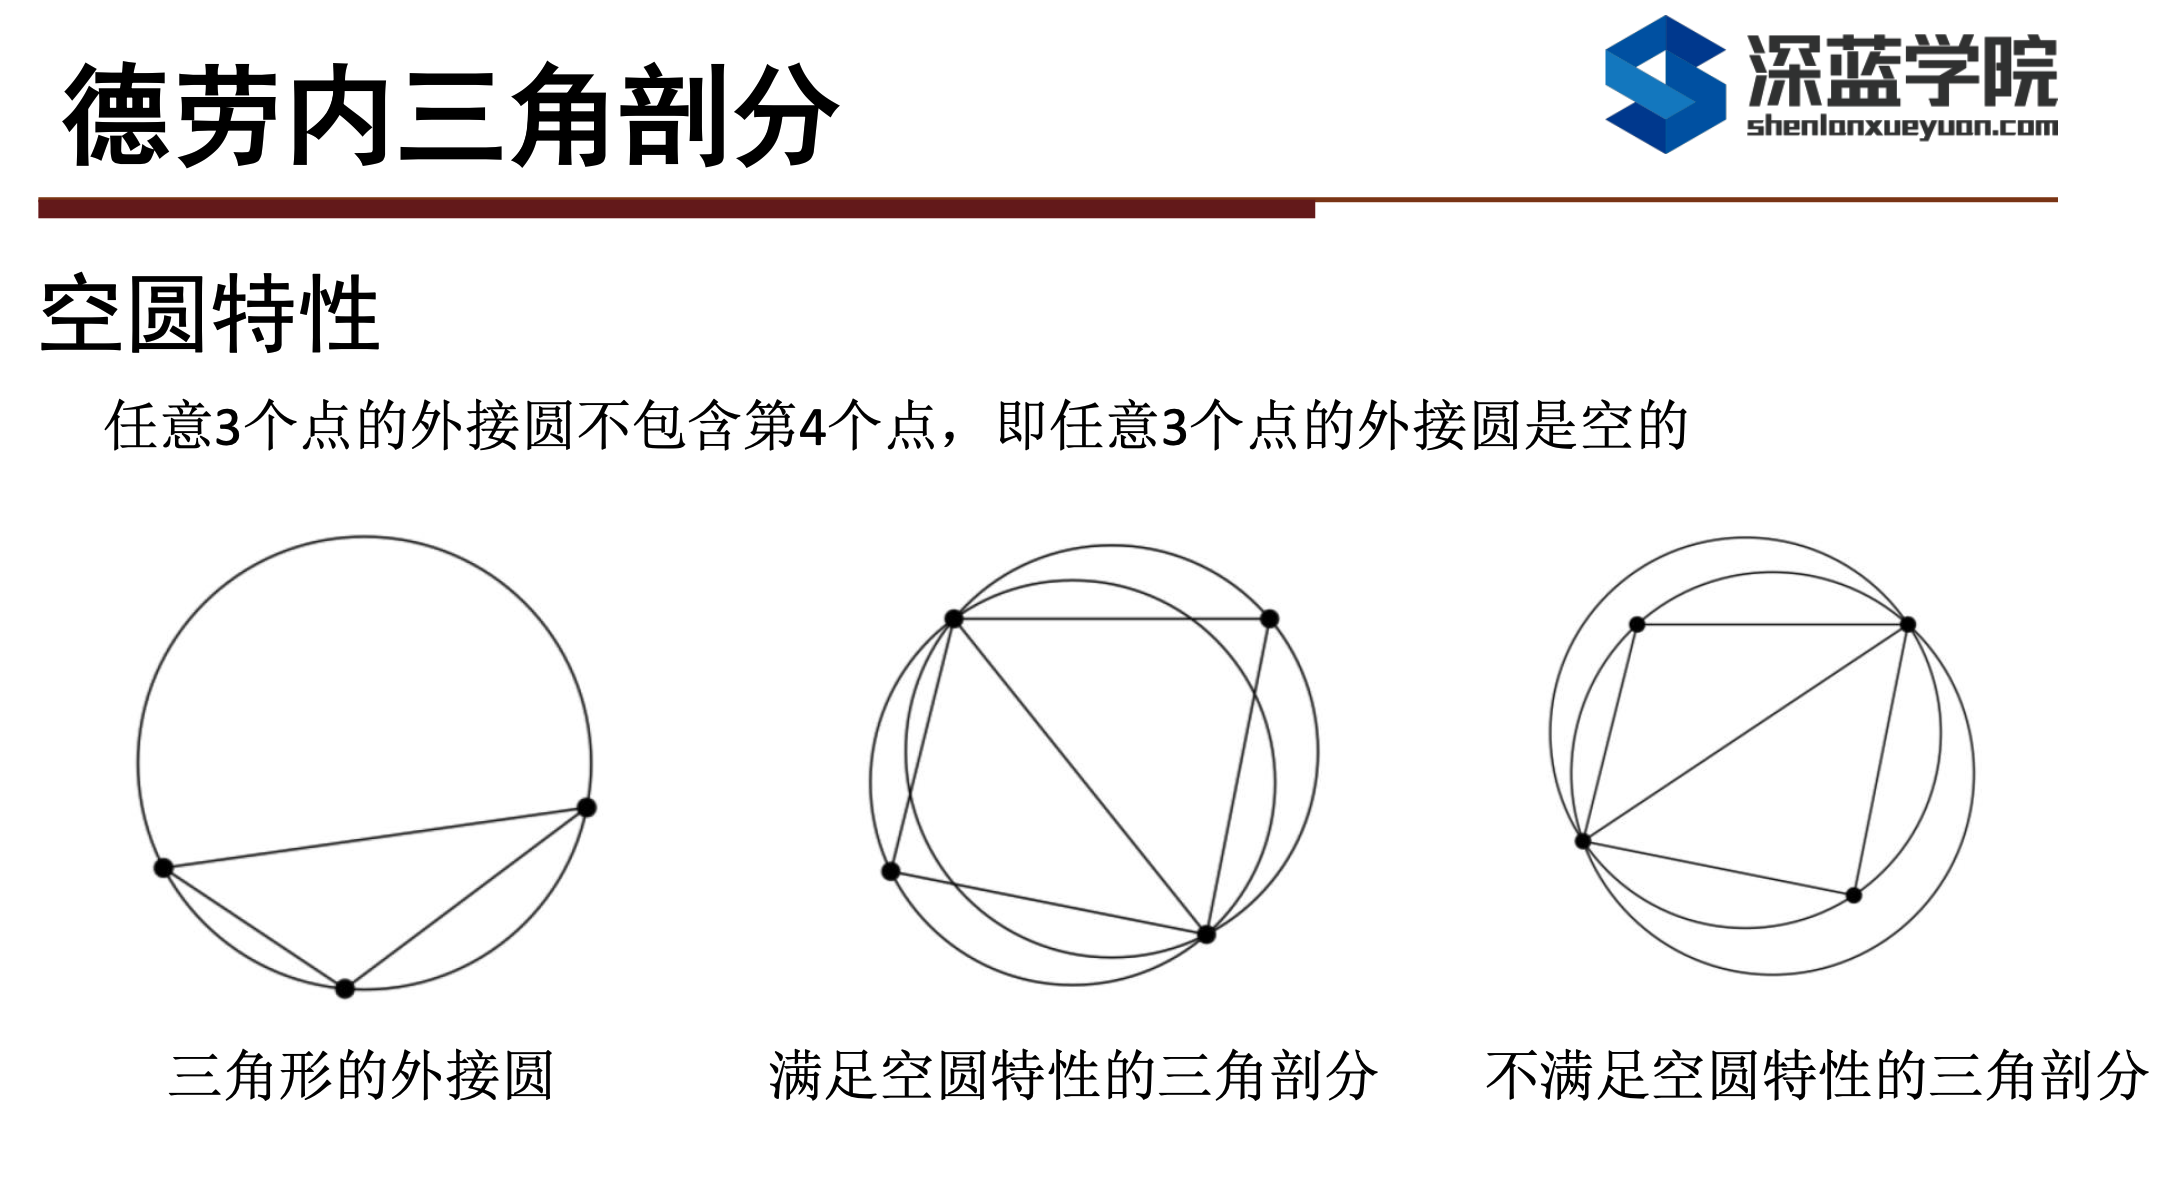 德劳内三角剖分
深蓝学院
shenlanxueyuan.com
空圆特性
任意3个点的外接圆不包含第4个点，即任意3个点的外接圆是空的
三角形的外接圆
满足空圆特性的三角剖分
不满足空圆特性的三角剖分